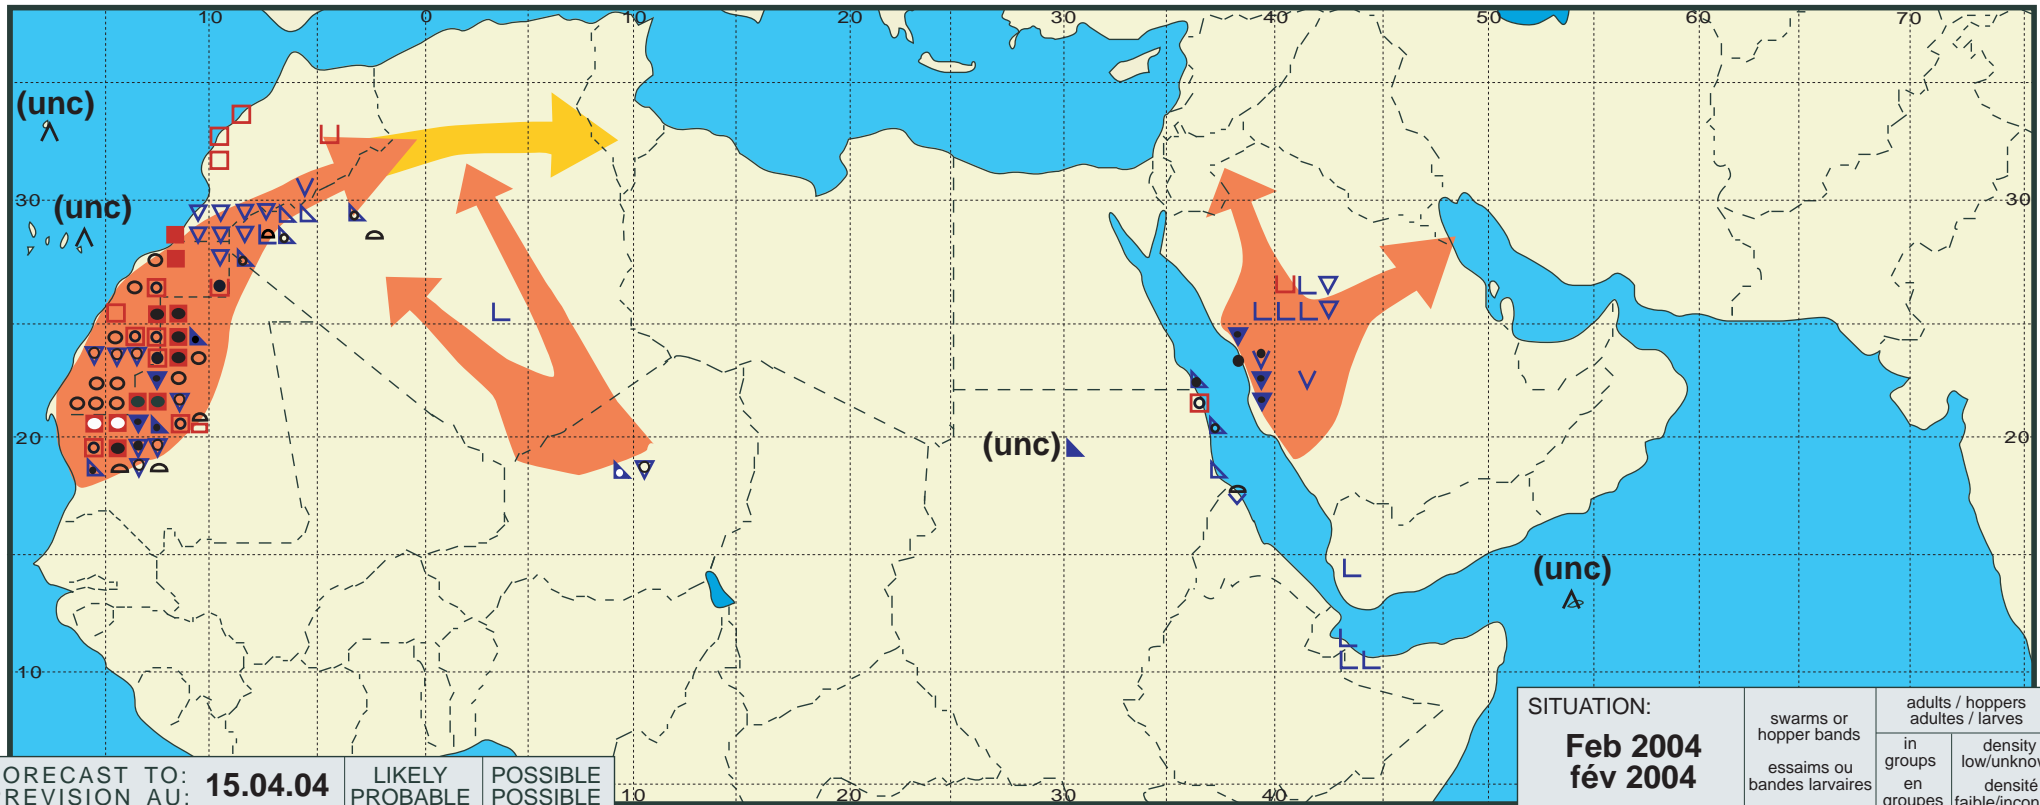 10 0 10 20 30 40 50 60 70
(unc)
30 (unc) 30
20 (unc) 20
(unc)
10
SITUATION:
Feb 2004
fév 2004
swarms or
hopper bands
essaims ou
bandes larvaires
adults / hoppers
adultes / larves
in
groups
en
groupes
density
low/unknow
densité
faible/incon
ORECAST TO:
REVISION AU:
15.04.04
LIKELY
PROBABLE
POSSIBLE
POSSIBLE
10 20 30 40